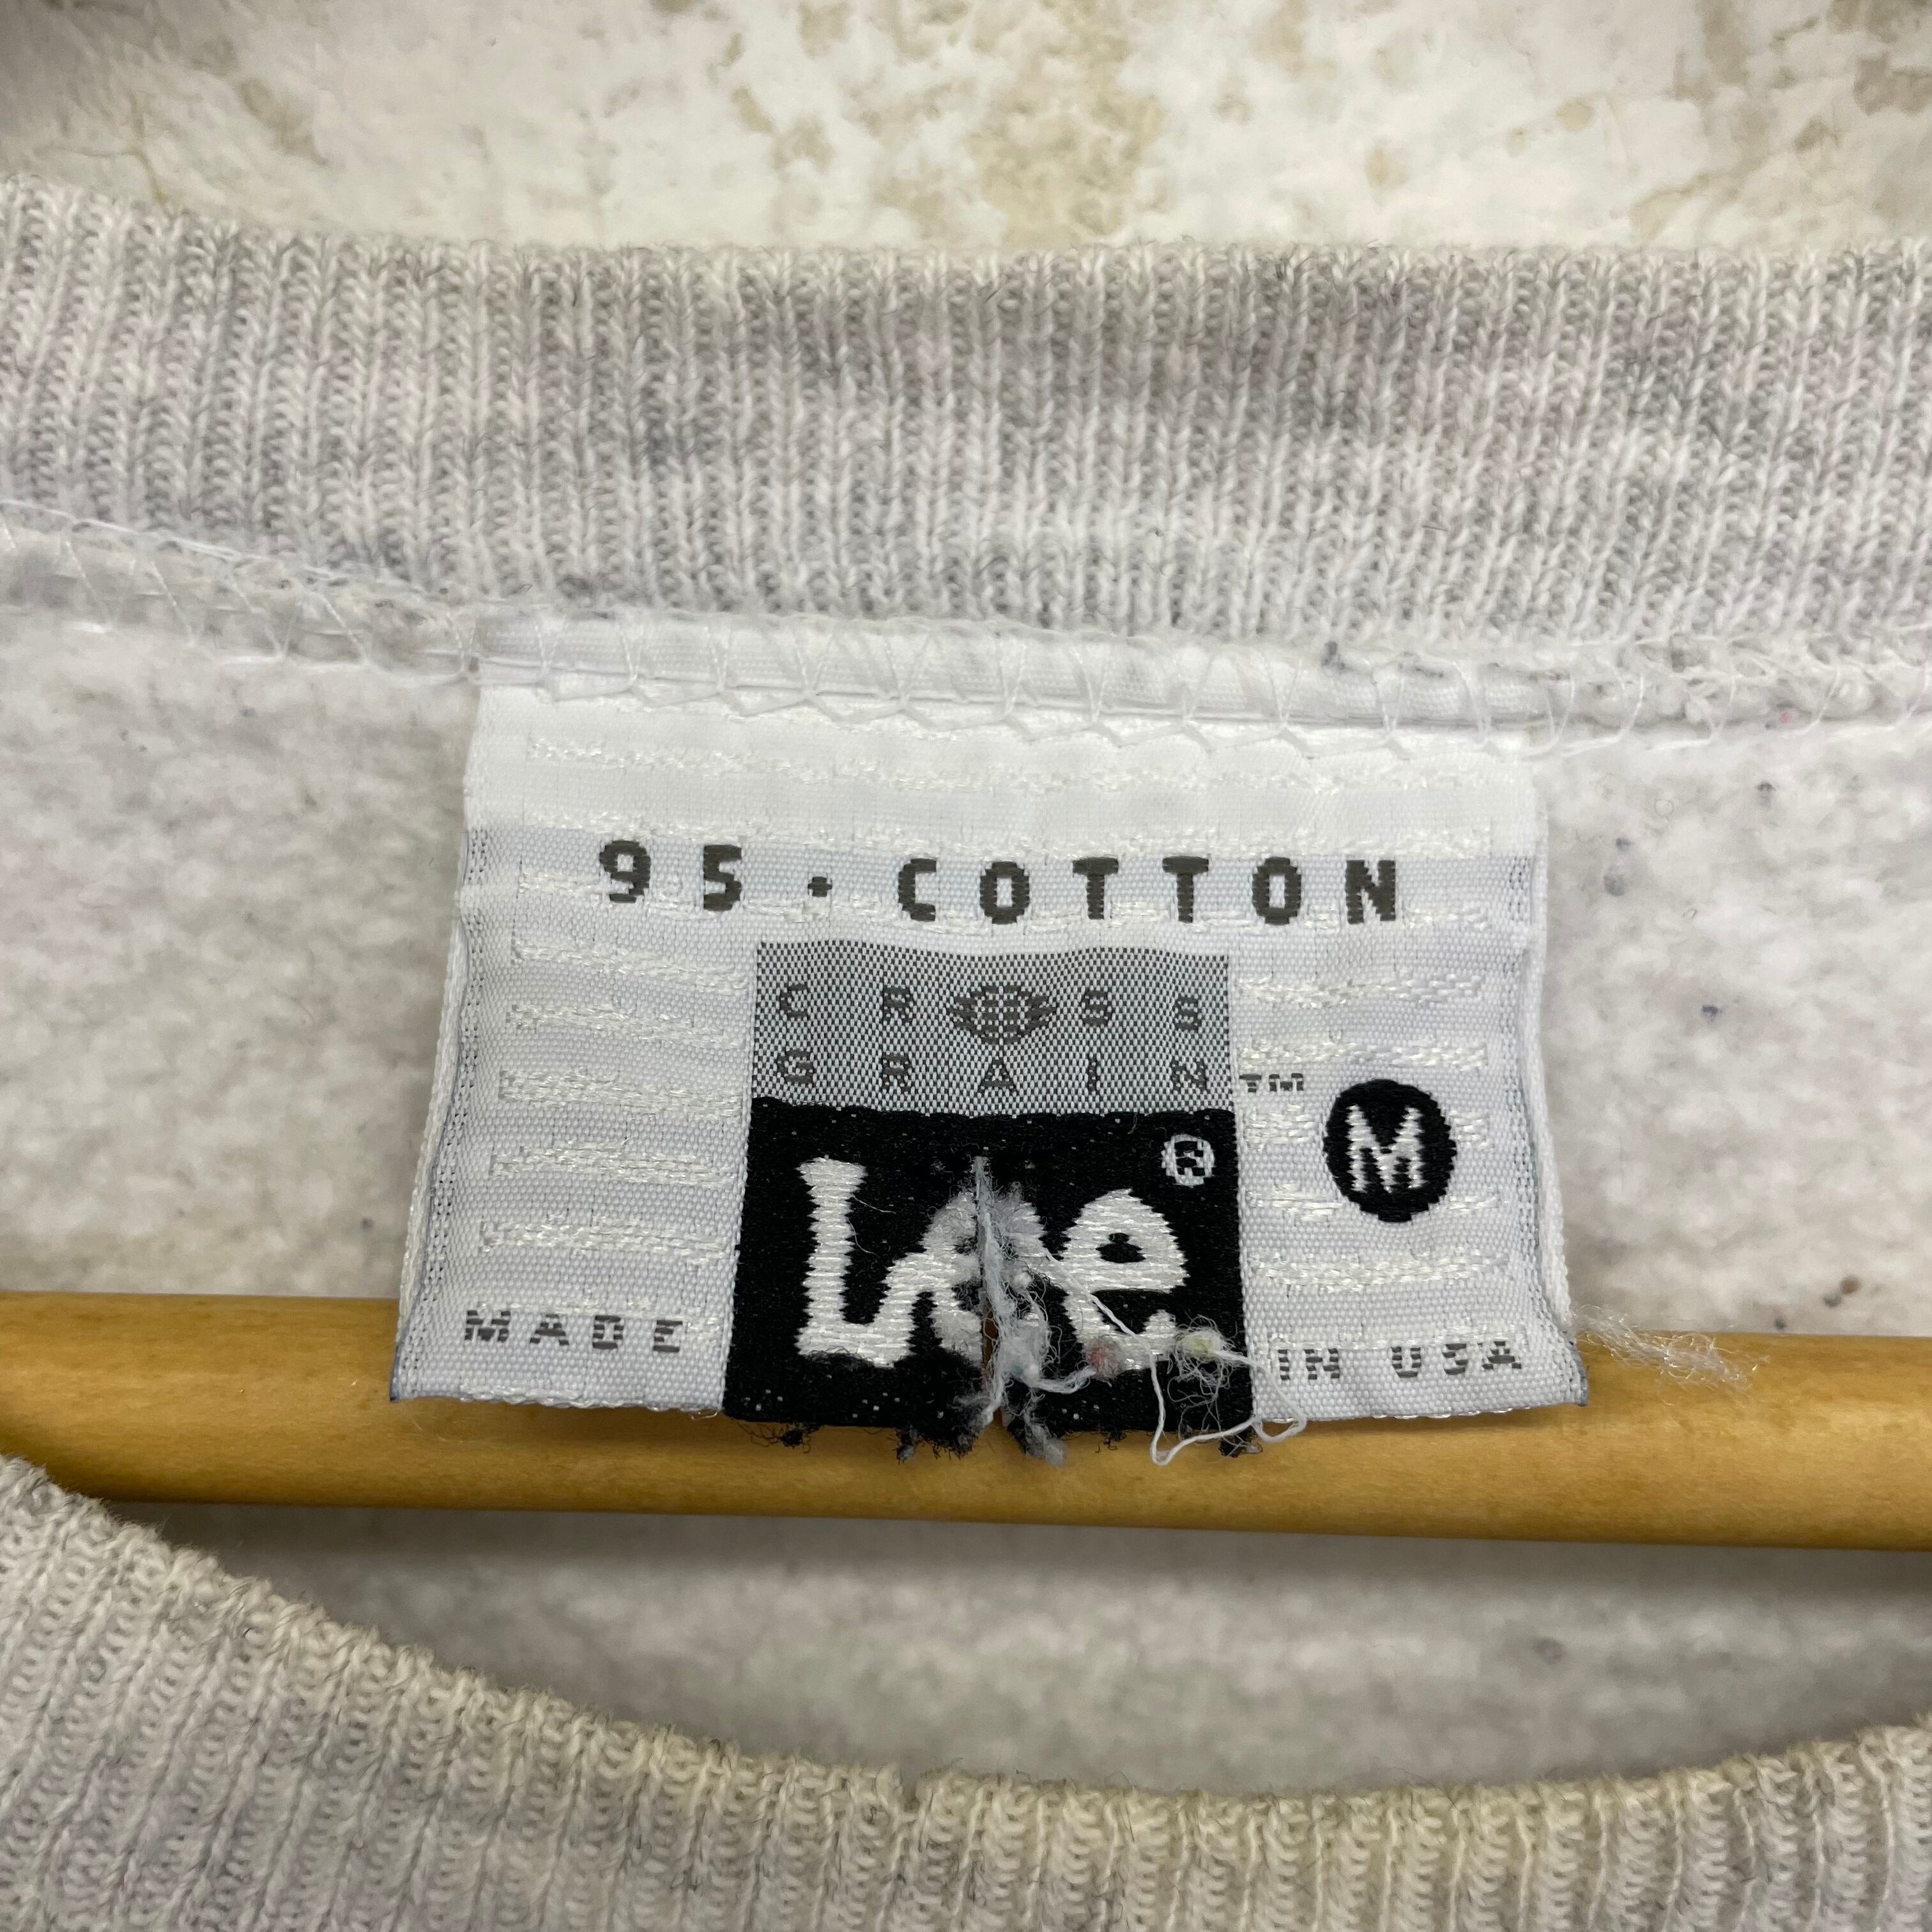 95 · COTTON
CROSS
GRAIN™
M
Lee®
MADE IN USA